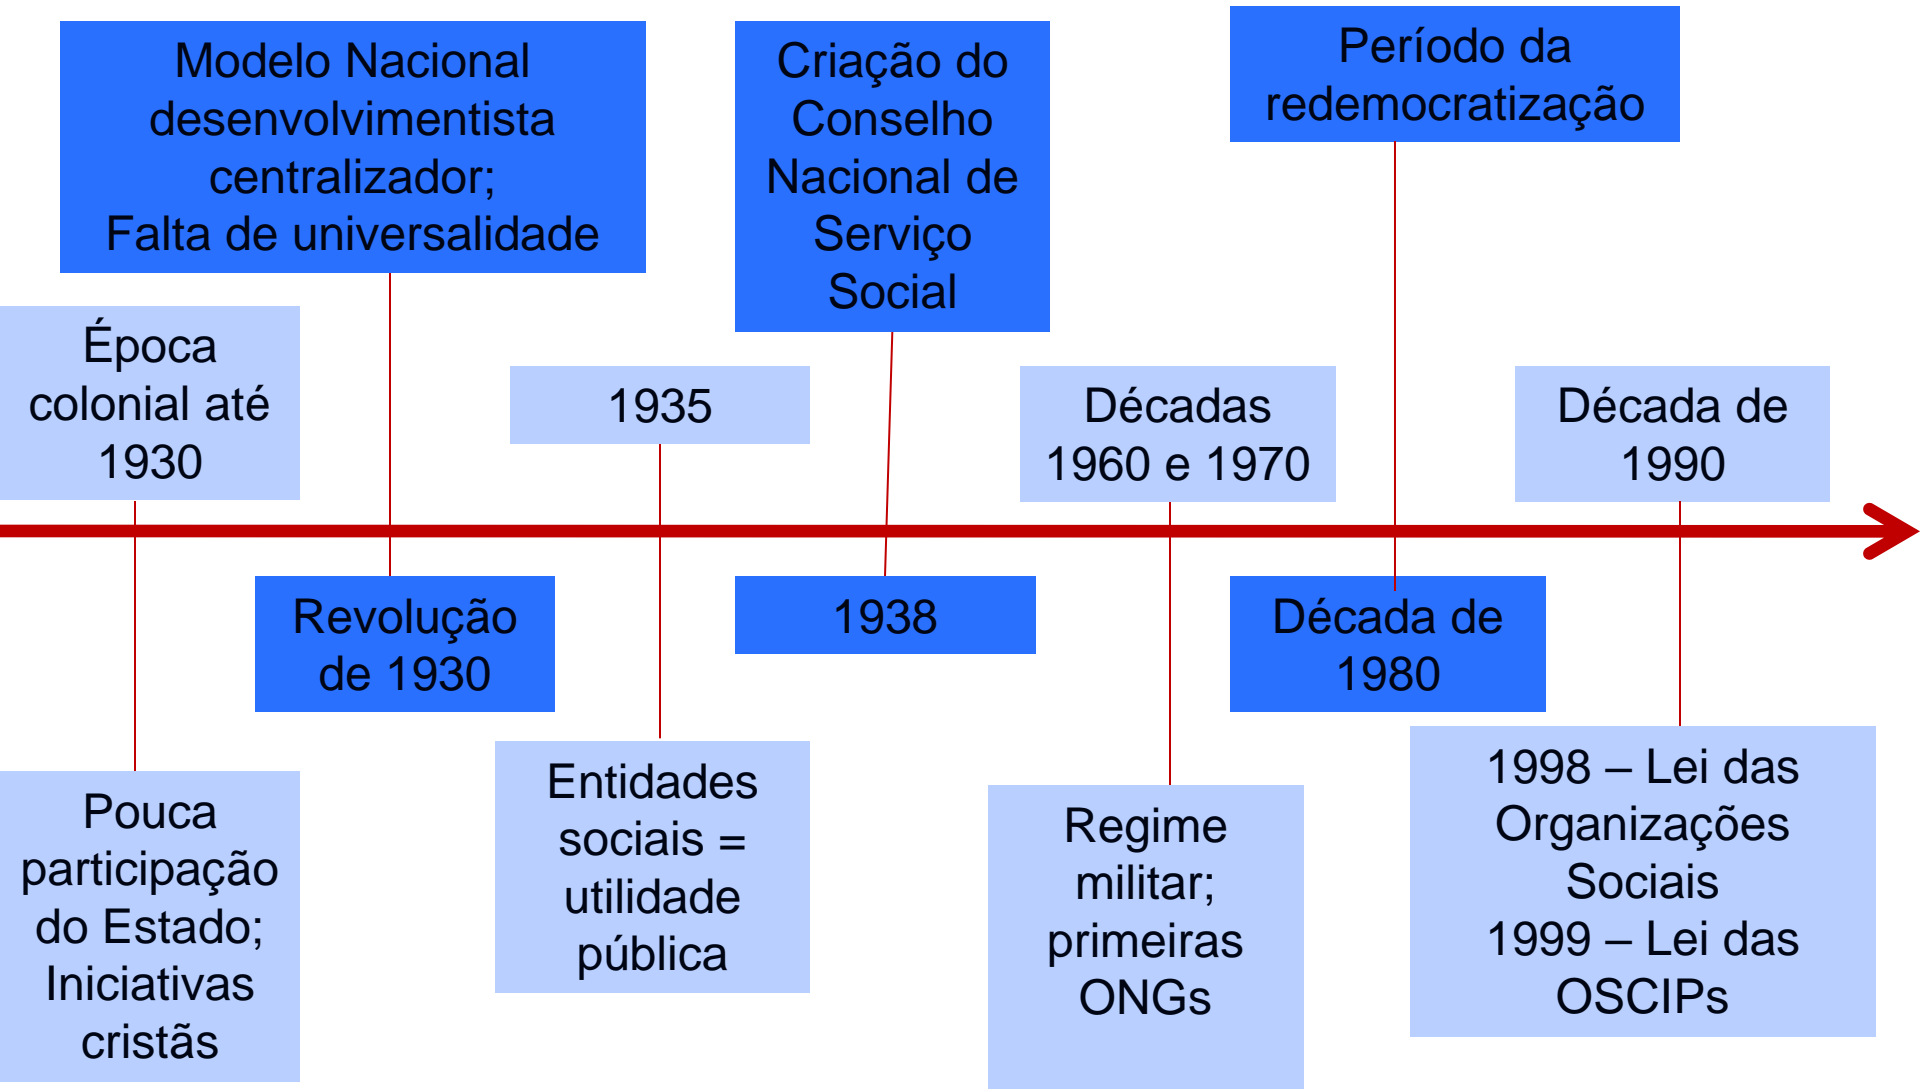 Modelo Nacional
desenvolvimentista
centralizador;
Falta de universalidade
Criação do
Conselho
Nacional de
Serviço
Social
Período da
redemocratização
Época
colonial até
1930
1935
Décadas
1960 e 1970
Década de
1990
Revolução
de 1930
1938
Década de
1980
Pouca
participação
do Estado;
Iniciativas
cristãs
Entidades
sociais =
utilidade
pública
Regime
militar;
primeiras
ONGs
1998 – Lei das
Organizações
Sociais
1999 – Lei das
OSCIPs